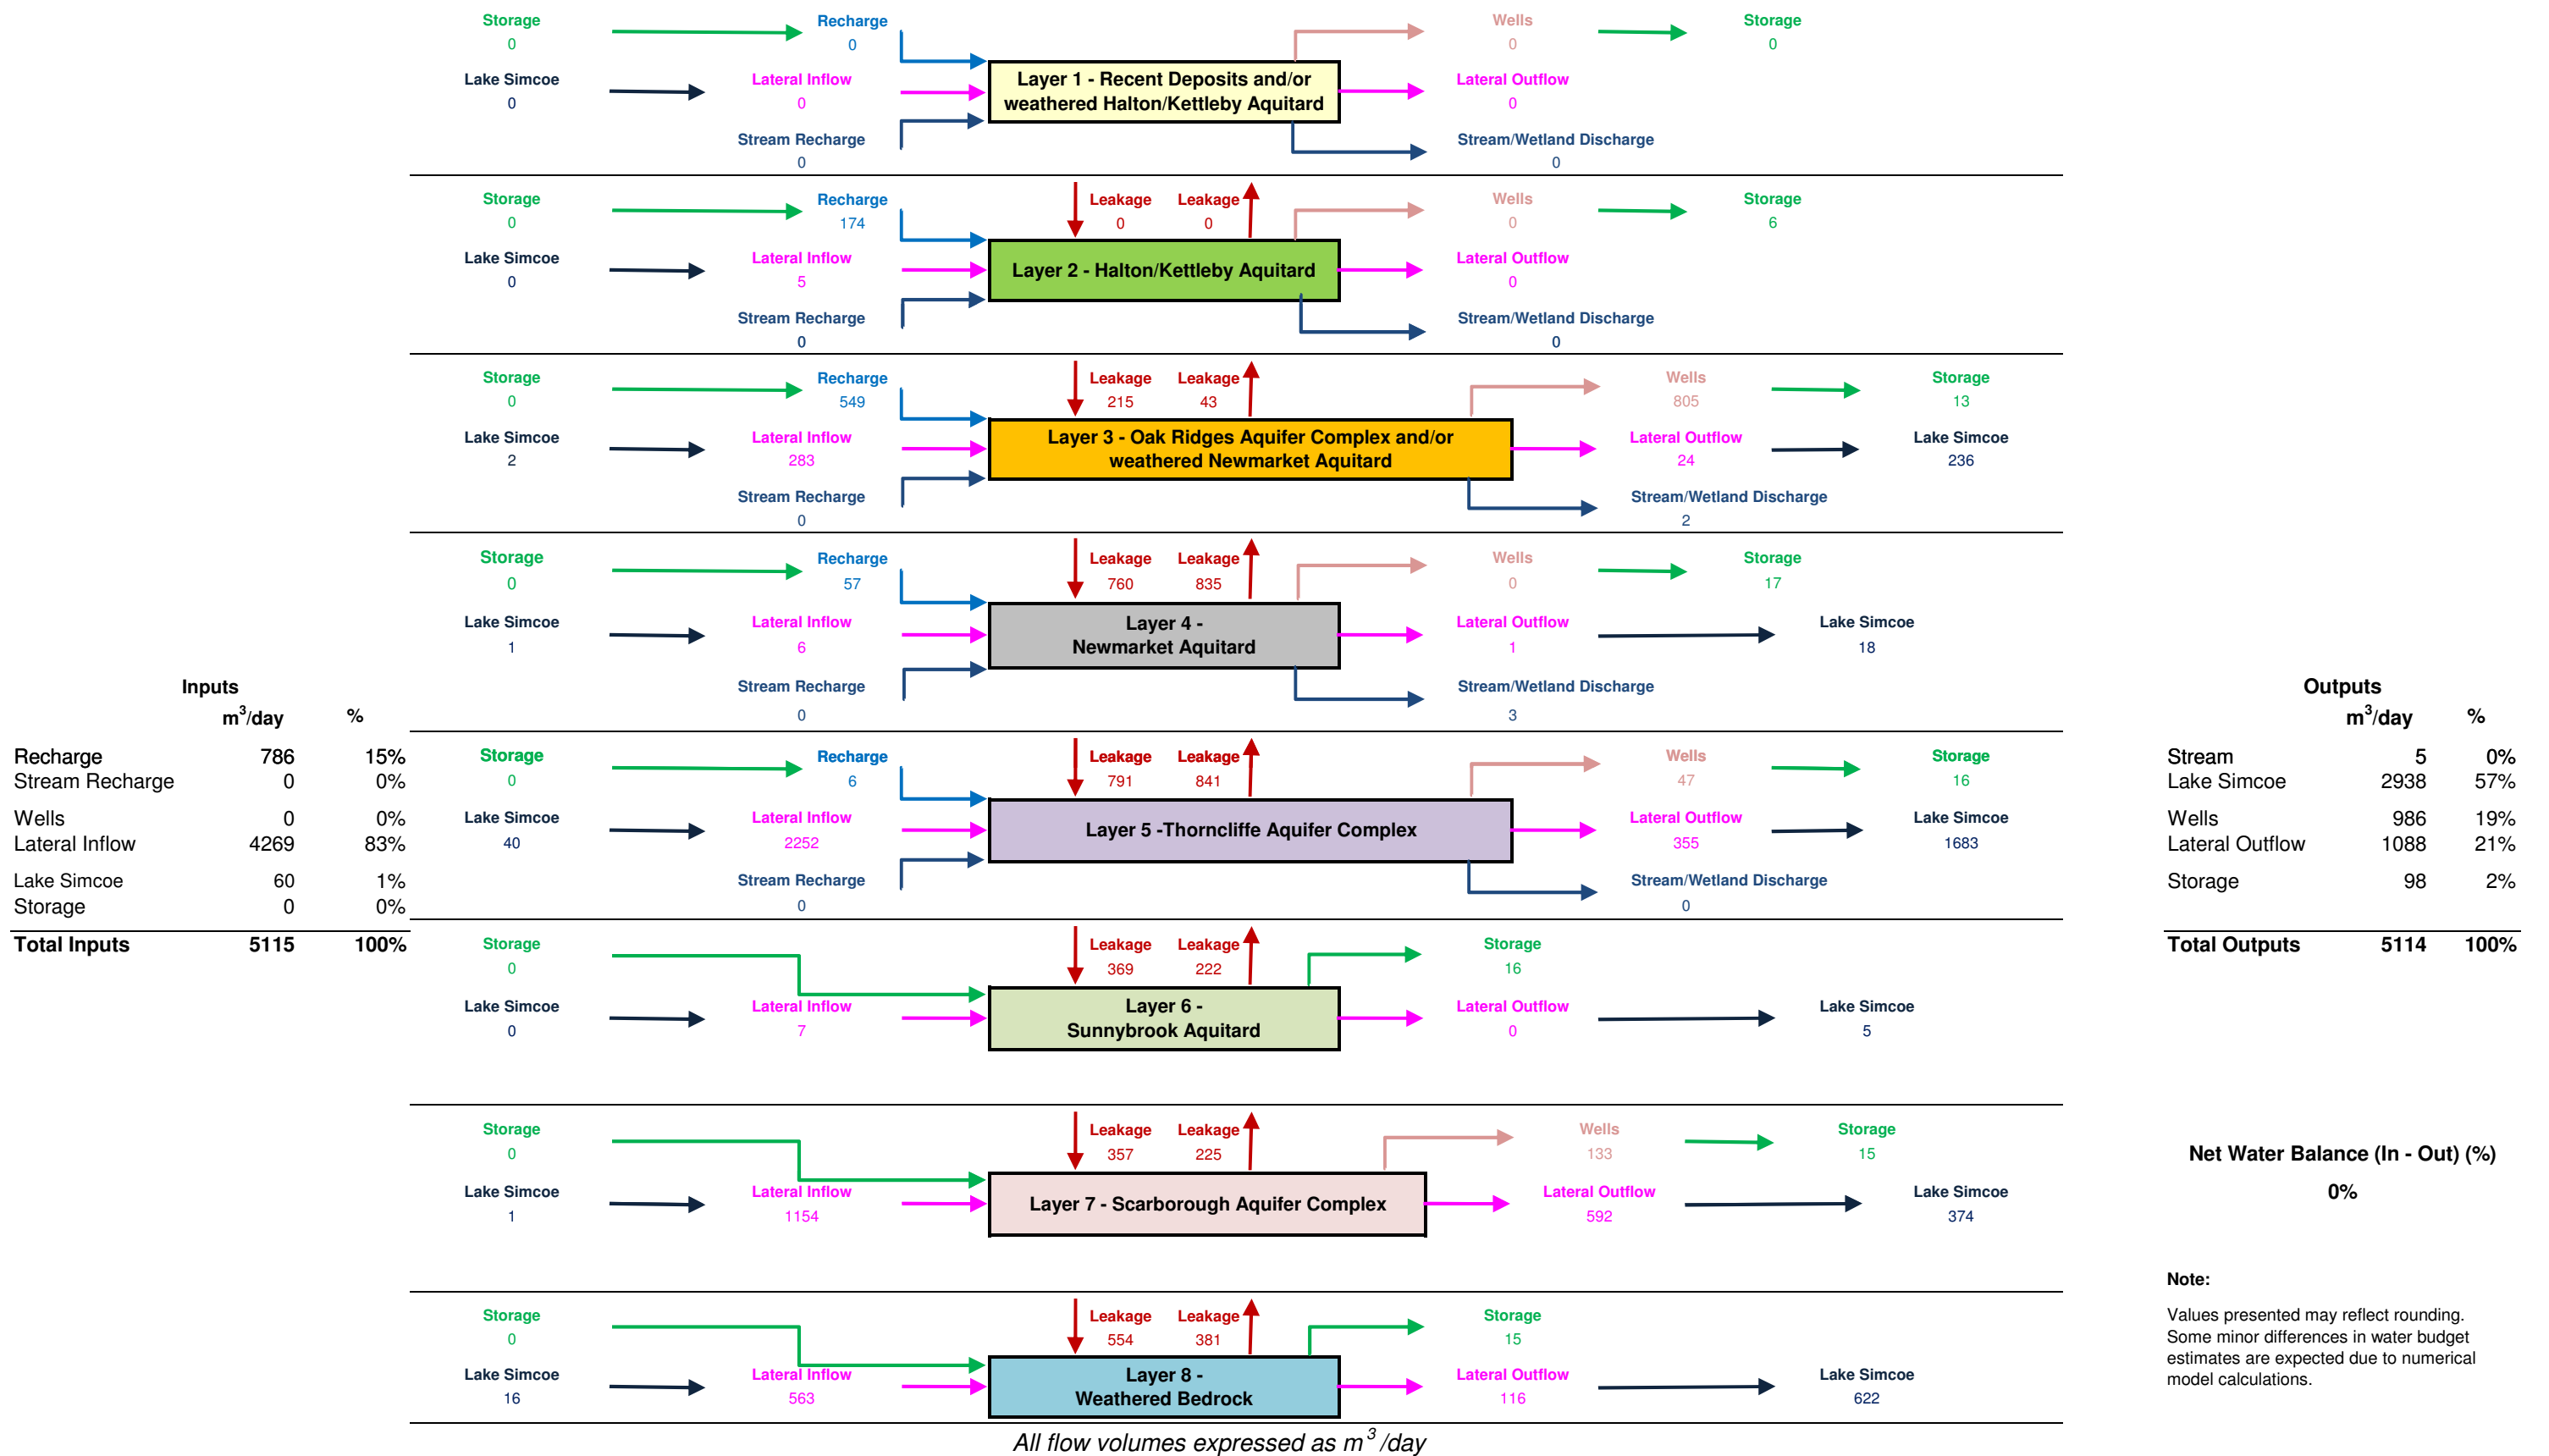 Storage Recharge Wells Storage
0 0 0 0
Layer 1 - Recent Deposits and/or
weathered Halton/Kettleby Aquitard
Lake Simcoe Lateral Inflow Lateral Outflow
0 0 0
Stream Recharge Stream/Wetland Discharge
0 0
Storage Recharge Leakage Leakage Wells Storage
0 174 0 0 0 6
Lake Simcoe Lateral Inflow Layer 2 - Halton/Kettleby Aquitard Lateral Outflow
0 5 0
Stream Recharge Stream/Wetland Discharge
0 0
Storage Recharge Leakage Leakage Wells Storage
0 549 215 43 805 13
Layer 3 - Oak Ridges Aquifer Complex and/or
weathered Newmarket Aquitard
Lake Simcoe Lateral Inflow Lateral Outflow Lake Simcoe
2 283 24 236
Stream Recharge Stream/Wetland Discharge
0 2
Storage Recharge Leakage Leakage Wells Storage
0 57 760 835 0 17
Layer 4 -
Newmarket Aquitard
Lake Simcoe Lateral Inflow Lateral Outflow Lake Simcoe
1 6 1 18
Stream Recharge Stream/Wetland Discharge
0 3
Inputs
m³/day %
Recharge 786 15%
Stream Recharge 0 0%
Wells 0 0%
Lateral Inflow 4269 83%
Lake Simcoe 60 1%
Storage 0 0%
Total Inputs 5115 100%
Storage Recharge Leakage Leakage Wells Storage
0 6 791 841 47 16
Lake Simcoe Lateral Inflow Layer 5 -Thorncliffe Aquifer Complex Lateral Outflow Lake Simcoe
40 2252 355 1683
Stream Recharge Stream/Wetland Discharge
0 0
Outputs
m³/day %
Stream 5 0%
Lake Simcoe 2938 57%
Wells 986 19%
Lateral Outflow 1088 21%
Storage 98 2%
Total Outputs 5114 100%
Storage Leakage Leakage Storage
0 369 222 16
Layer 6 -
Sunnybrook Aquitard
Lake Simcoe Lateral Inflow Lateral Outflow Lake Simcoe
0 7 0 5
Storage Leakage Leakage Wells Storage
0 357 225 133 15
Lake Simcoe Lateral Inflow Layer 7 - Scarborough Aquifer Complex Lateral Outflow Lake Simcoe
1 1154 592 374
Net Water Balance (In - Out) (%)
0%
Storage Leakage Leakage Storage
0 554 381 15
Layer 8 -
Weathered Bedrock
Lake Simcoe Lateral Inflow Lateral Outflow Lake Simcoe
16 563 116 622
Note:
Values presented may reflect rounding.
Some minor differences in water budget
estimates are expected due to numerical
model calculations.
All flow volumes expressed as m³/day